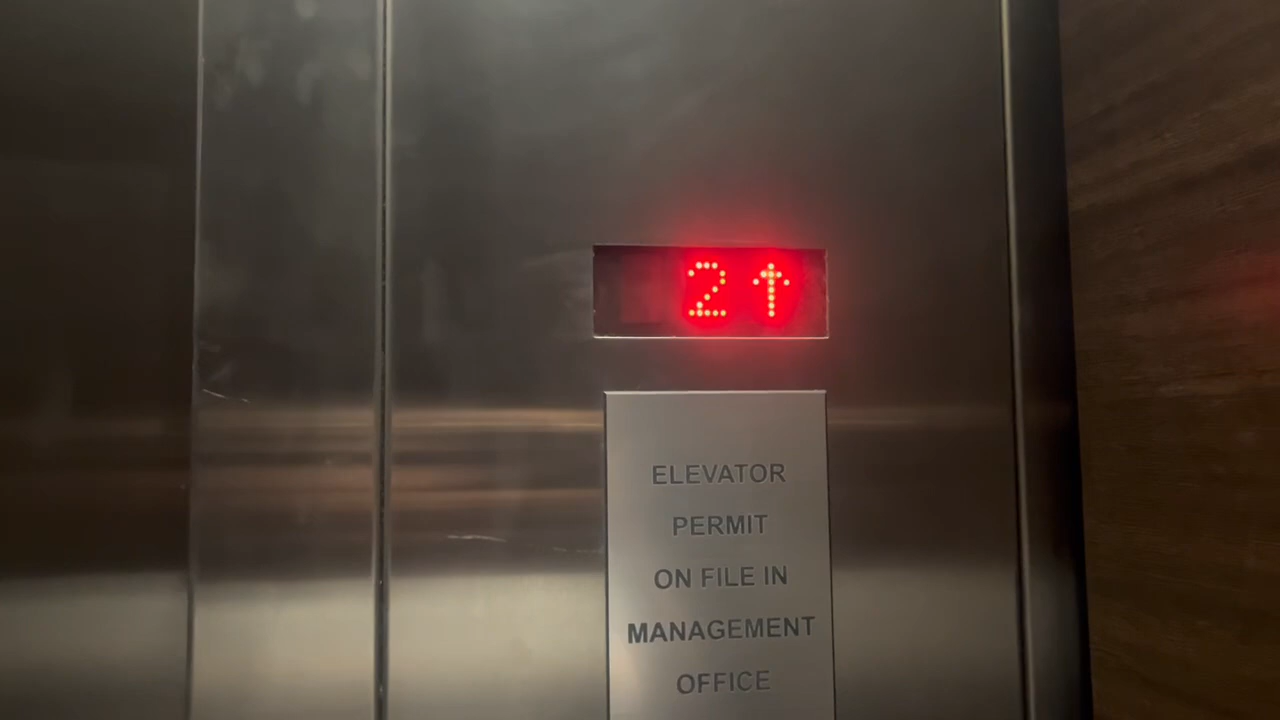 2↑
ELEVATOR
PERMIT
ON FILE IN
MANAGEMENT
OFFICE